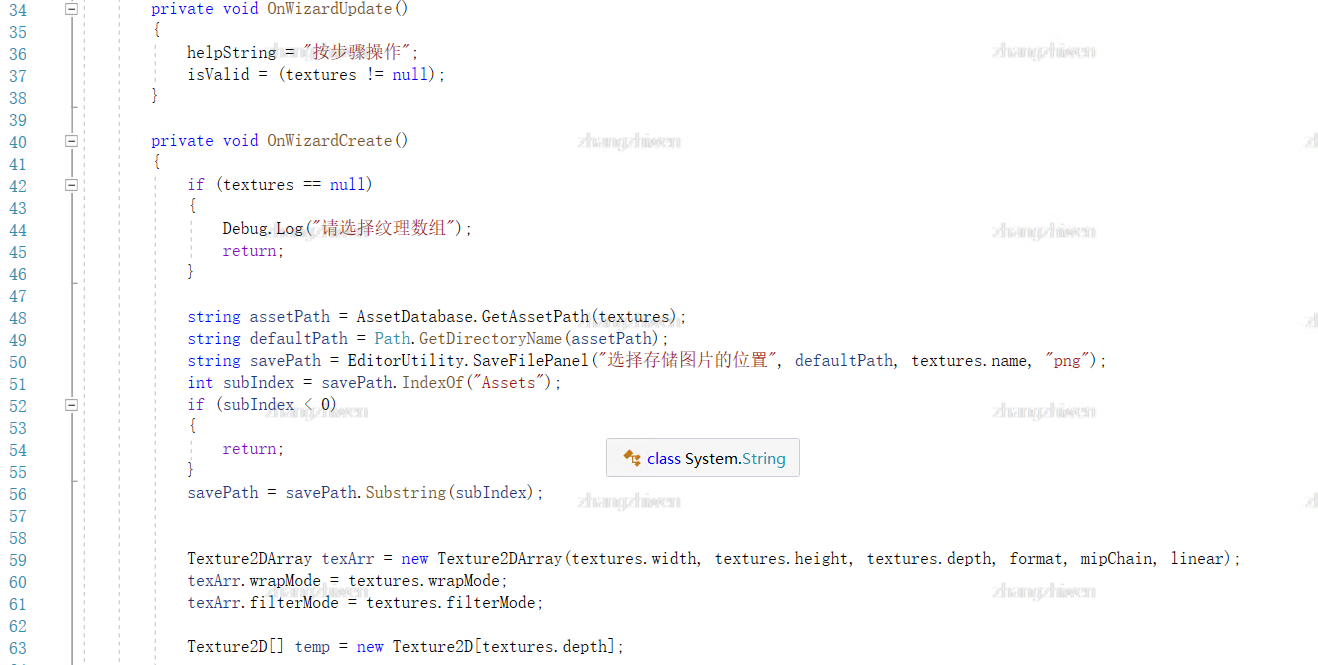 34 private void OnWizardUpdate()
35 {
36 helpString = "按步骤操作";
37 isValid = (textures != null);
38 }
39
40 private void OnWizardCreate()
41 {
42 if (textures == null)
43 {
44 Debug.Log("请选择纹理数组");
45 return;
46 }
47
48 string assetPath = AssetDatabase.GetAssetPath(textures);
49 string defaultPath = Path.GetDirectoryName(assetPath);
50 string savePath = EditorUtility.SaveFilePanel("选择存储图片的位置", defaultPath, textures.name, "png");
51 int subIndex = savePath.IndexOf("Assets");
52 if (subIndex < 0)
53 {
54 return;
class System.String
55 }
56 savePath = savePath.Substring(subIndex);
57
58
59 Texture2DArray texArr = new Texture2DArray(textures.width, textures.height, textures.depth, format, mipChain, linear);
60 texArr.wrapMode = textures.wrapMode;
61 texArr.filterMode = textures.filterMode;
62
63 Texture2D[] temp = new Texture2D[textures.depth];